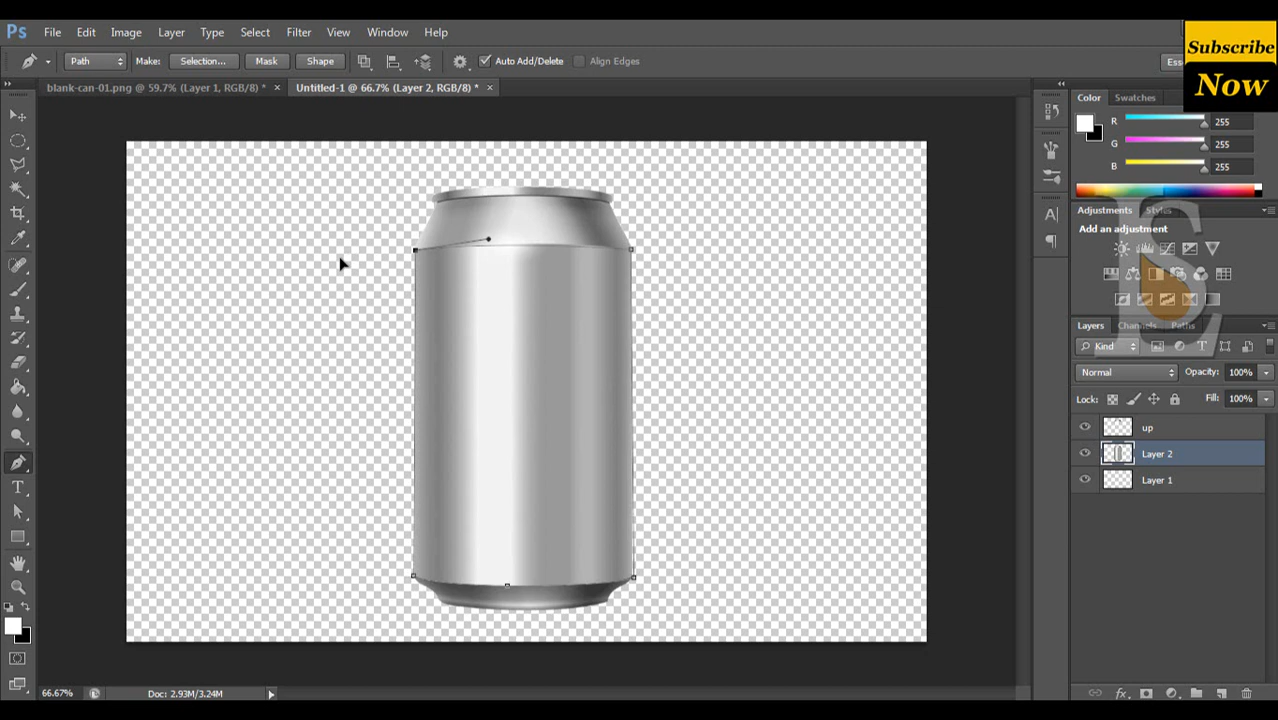 Ps File Edit Image Layer Type Select Filter View Window Help
Subscribe
Now
Path Make: Selection... Mask Shape Auto Add/Delete Align Edges
blank-can-01.png @ 59.7% (Layer 1, RGB/8) * × Untitled-1 @ 66.7% (Layer 2, RGB/8) * ×
Color Swatches
R 255
G 255
B 255
Adjustments Styles
Add an adjustment
Layers Channels Paths
Kind
Normal Opacity: 100%
Lock: Fill: 100%
up
Layer 2
Layer 1
66.67% Doc: 2.93M/3.24M